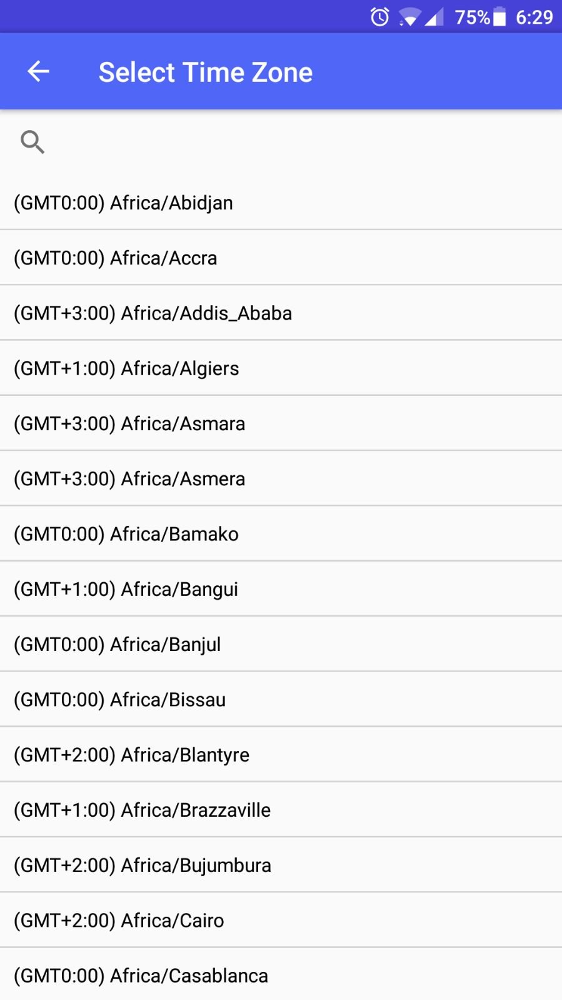 75% 6:29
Select Time Zone
(GMT0:00) Africa/Abidjan
(GMT0:00) Africa/Accra
(GMT+3:00) Africa/Addis_Ababa
(GMT+1:00) Africa/Algiers
(GMT+3:00) Africa/Asmara
(GMT+3:00) Africa/Asmera
(GMT0:00) Africa/Bamako
(GMT+1:00) Africa/Bangui
(GMT0:00) Africa/Banjul
(GMT0:00) Africa/Bissau
(GMT+2:00) Africa/Blantyre
(GMT+1:00) Africa/Brazzaville
(GMT+2:00) Africa/Bujumbura
(GMT+2:00) Africa/Cairo
(GMT0:00) Africa/Casablanca